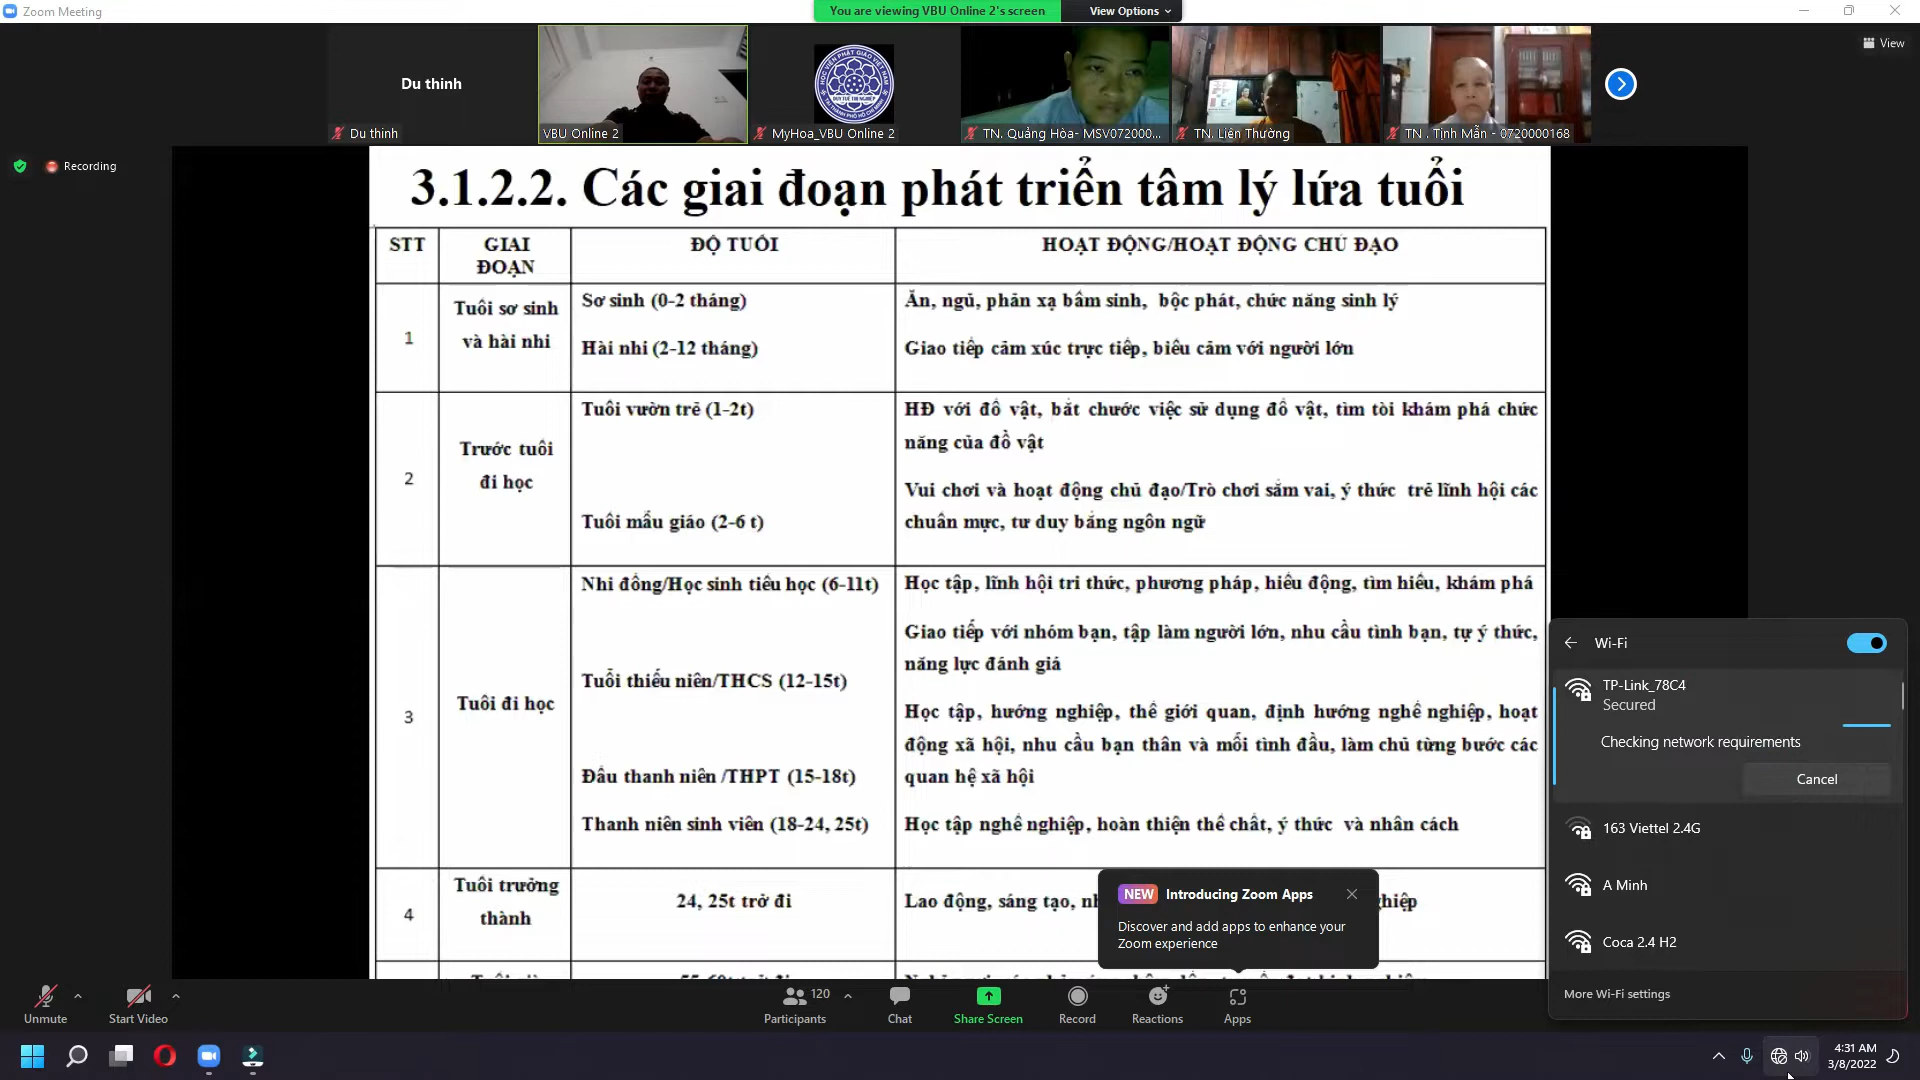 Zoom Meeting
You are viewing VBU Online 2's screen
View Options
View
Du thinh
Du thinh
VBU Online 2
HỌC VIỆN PHẬT GIÁO VIỆT NAM
DUY TUỆ THỊ NGHIỆP
MyHoa_VBU Online 2
TN. Quảng Hòa- MSV072000...
TN. Liện Thường
TN . Tịnh Mẫn - 0720000168
Recording
3.1.2.2. Các giai đoạn phát triển tâm lý lứa tuổi
STT
GIAI
ĐOẠN
ĐỘ TUỔI
HOẠT ĐỘNG/HOẠT ĐỘNG CHỦ ĐẠO
1
Tuổi sơ sinh
và hài nhi
Sơ sinh (0-2 tháng)
Hài nhi (2-12 tháng)
Ăn, ngủ, phản xạ bẩm sinh, bộc phát, chức năng sinh lý
Giao tiếp cảm xúc trực tiếp, biểu cảm với người lớn
2
Trước tuổi
đi học
Tuổi vườn trẻ (1-2t)
Tuổi mẫu giáo (2-6 t)
HĐ với đồ vật, bắt chước việc sử dụng đồ vật, tìm tòi khám phá chức
năng của đồ vật
Vui chơi và hoạt động chủ đạo/Trò chơi sắm vai, ý thức trẻ lĩnh hội các
chuẩn mực, tư duy bằng ngôn ngữ
3
Tuổi đi học
Nhi đồng/Học sinh tiểu học (6-11t)
Tuổi thiếu niên/THCS (12-15t)
Đầu thanh niên /THPT (15-18t)
Thanh niên sinh viên (18-24, 25t)
Học tập, lĩnh hội tri thức, phương pháp, hiếu động, tìm hiểu, khám phá
Giao tiếp với nhóm bạn, tập làm người lớn, nhu cầu tình bạn, tự ý thức,
năng lực đánh giá
Học tập, hướng nghiệp, thế giới quan, định hướng nghề nghiệp, hoạt
động xã hội, nhu cầu bạn thân và mối tình đầu, làm chủ từng bước các
quan hệ xã hội
Học tập nghề nghiệp, hoàn thiện thể chất, ý thức và nhân cách
4
Tuổi trưởng
thành
24, 25t trở đi
Lao động, sáng tạo,
NEW Introducing Zoom Apps
Discover and add apps to enhance your
Zoom experience
Wi-Fi
TP-Link_78C4
Secured
Checking network requirements
Cancel
163 Viettel 2.4G
A Minh
Coca 2.4 H2
More Wi-Fi settings
Unmute
Start Video
120
Participants
Chat
Share Screen
Record
Reactions
Apps
4:31 AM
3/8/2022